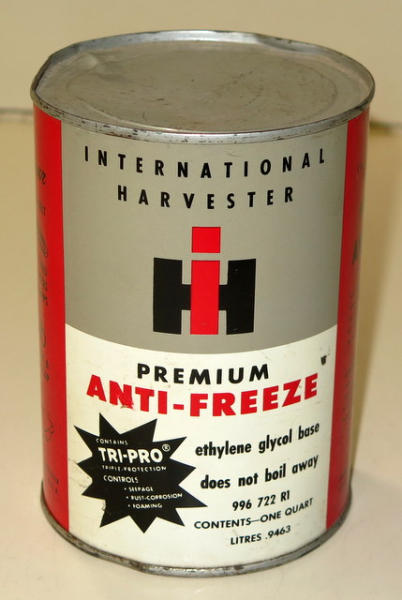 INTERNATIONAL
HARVESTER
IH
PREMIUM
ANTI-FREEZE
CONTAINS
TRI-PRO®
TRIPLE-PROTECTION
CONTROLS
• SEEPAGE
• RUST-CORROSION
• FOAMING
ethylene glycol base
does not boil away
996 722 R1
CONTENTS—ONE QUART
LITRES .9463